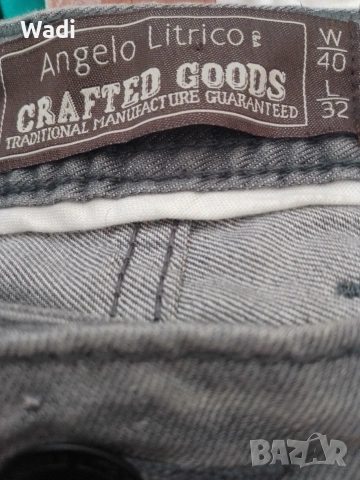 Wadi
Angelo Litrico
CRAFTED GOODS
TRADITIONAL MANUFACTURE GUARANTEED
W
40
L
32
BAZAR